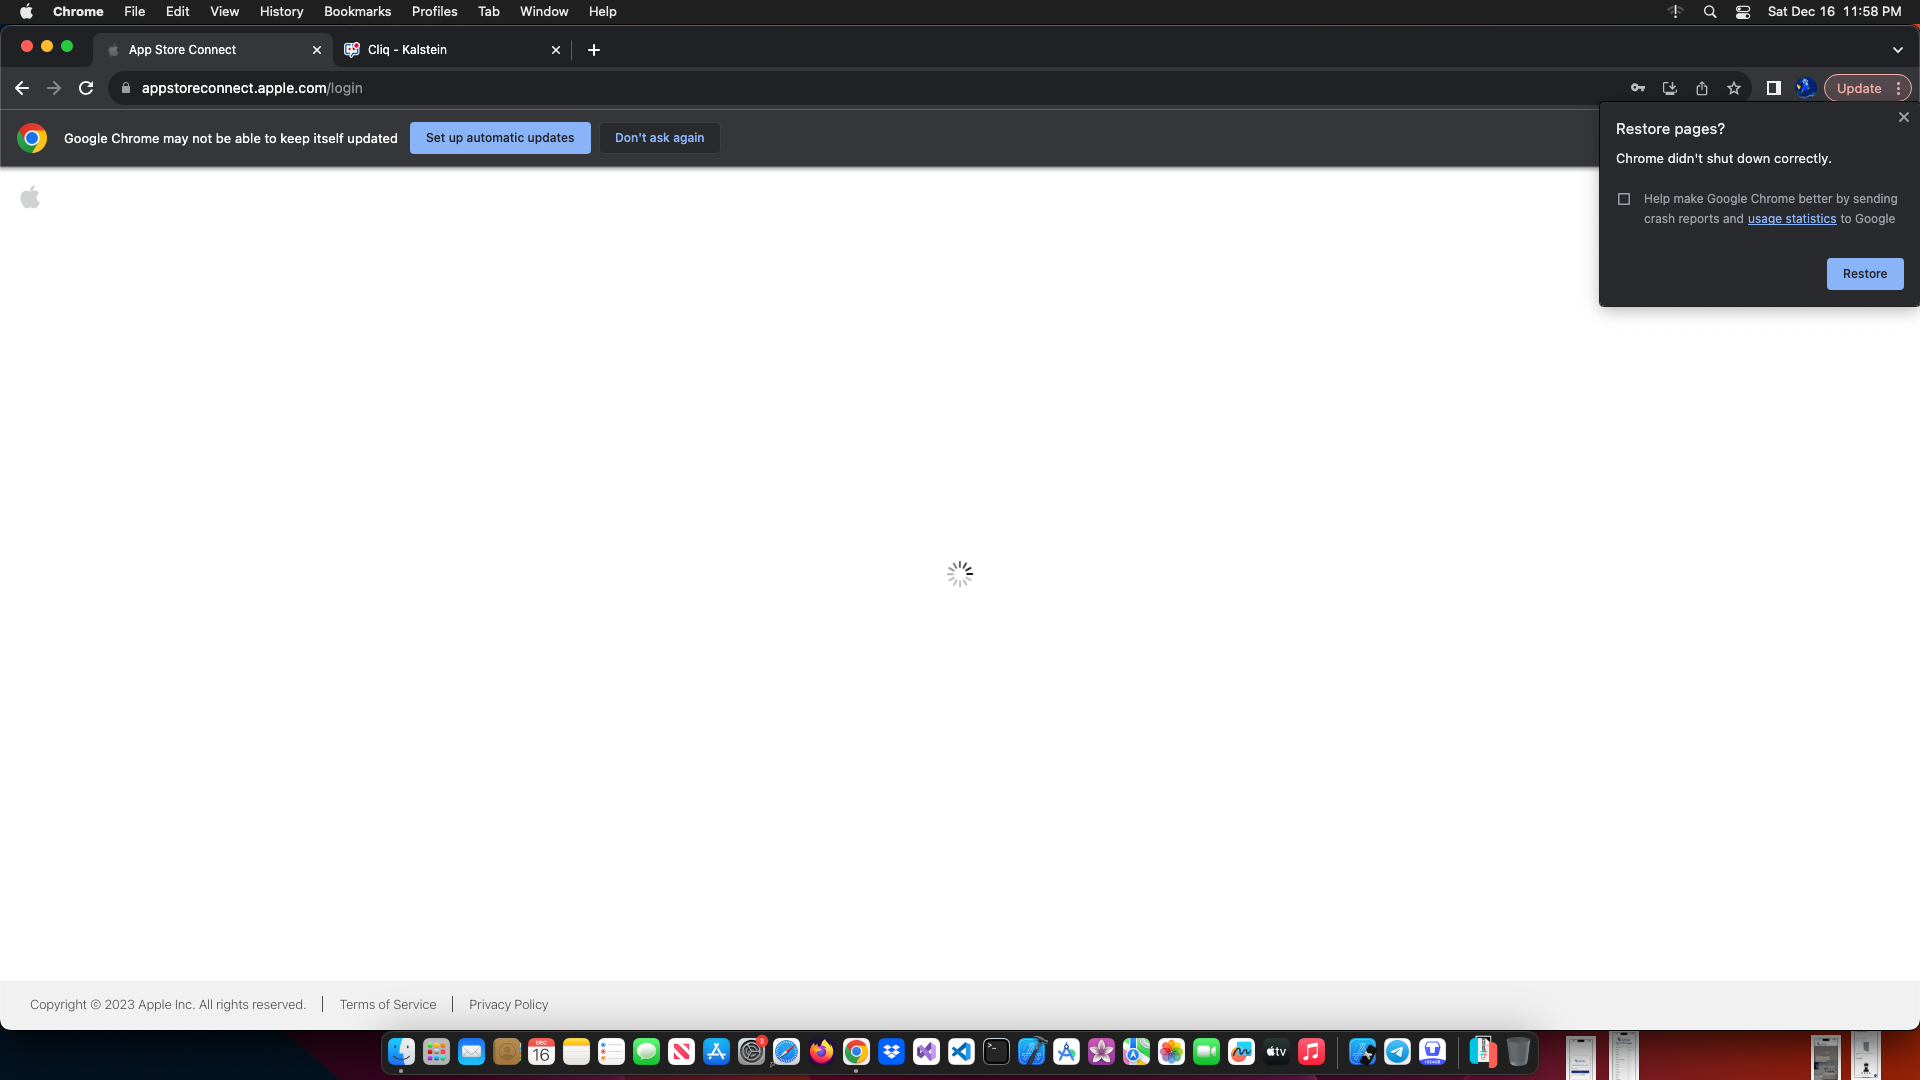 Chrome File Edit View History Bookmarks Profiles Tab Window Help Sat Dec 16 11:58 PM
App Store Connect Cliq - Kalstein
appstoreconnect.apple.com/login Update
Google Chrome may not be able to keep itself updated Set up automatic updates Don't ask again
Restore pages?
Chrome didn't shut down correctly.
Help make Google Chrome better by sending
crash reports and usage statistics to Google
Restore
Copyright © 2023 Apple Inc. All rights reserved. Terms of Service Privacy Policy
DEC
16
2
tv